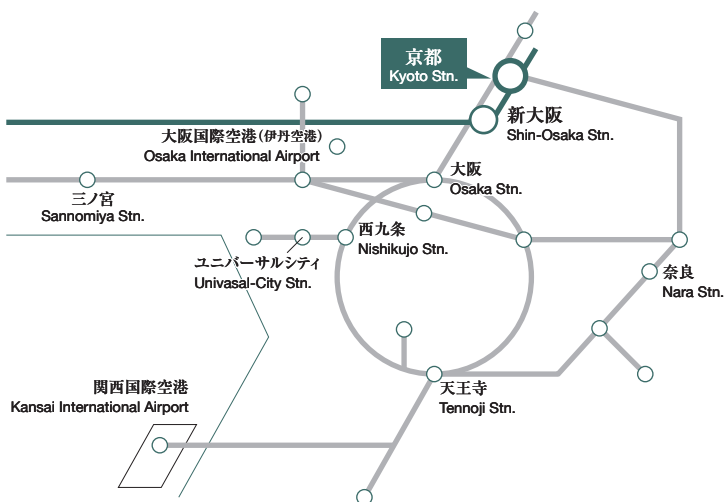 京都
Kyoto Stn.
新大阪
Shin-Osaka Stn.
大阪国際空港(伊丹空港)
Osaka International Airport
大阪
Osaka Stn.
三ノ宮
Sannomiya Stn.
西九条
Nishikujo Stn.
ユニバーサルシティ
Univasal-City Stn.
奈良
Nara Stn.
関西国際空港
Kansai International Airport
天王寺
Tennoji Stn.